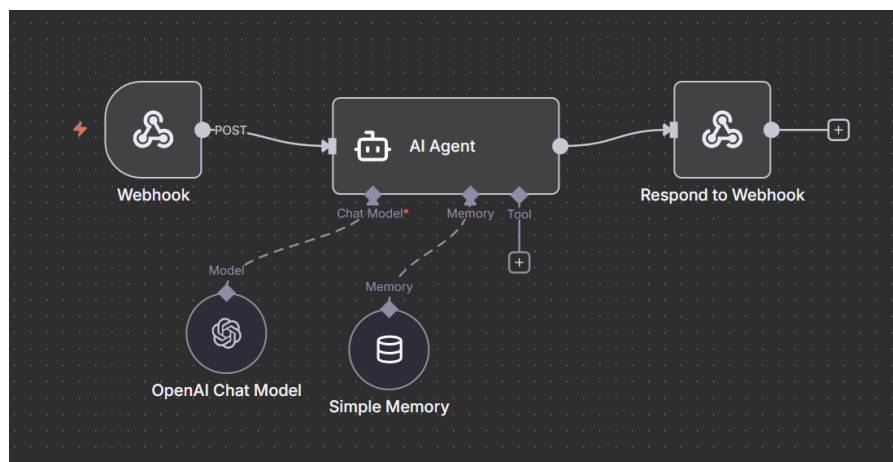 POST
AI Agent
Webhook
Respond to Webhook
Chat Model*
Memory
Tool
Model
Memory
OpenAI Chat Model
Simple Memory